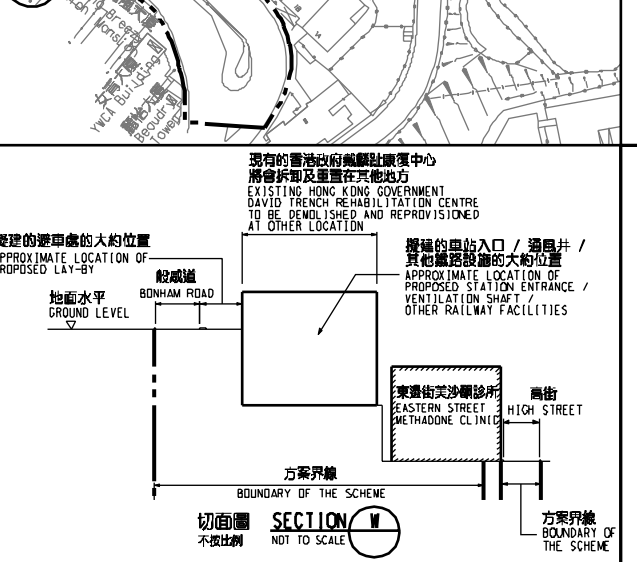 YWCA Building
現有的香港政府戴麟趾康復中心
將會拆卸及重置在其他地方
EXISTING HONG KONG GOVERNMENT
DAVID TRENCH REHABILITATION CENTRE
TO BE DEMOLISHED AND REPROVISIONED
AT OTHER LOCATION
擬建的避車處的大約位置
APPROXIMATE LOCATION OF
PROPOSED LAY-BY
般咸道
BONHAM ROAD
地面水平
GROUND LEVEL
擬建的車站入口 / 通風井 /
其他鐵路設施的大約位置
APPROXIMATE LOCATION OF
PROPOSED STATION ENTRANCE /
VENTILATION SHAFT /
OTHER RAILWAY FACILITIES
東邊街美沙酮診所
EASTERN STREET
METHADONE CLINIC
高街
HIGH STREET
方案界線
BOUNDARY OF THE SCHEME
切面圖 SECTION W
不按比例 NOT TO SCALE
方案界線
BOUNDARY OF
THE SCHEME